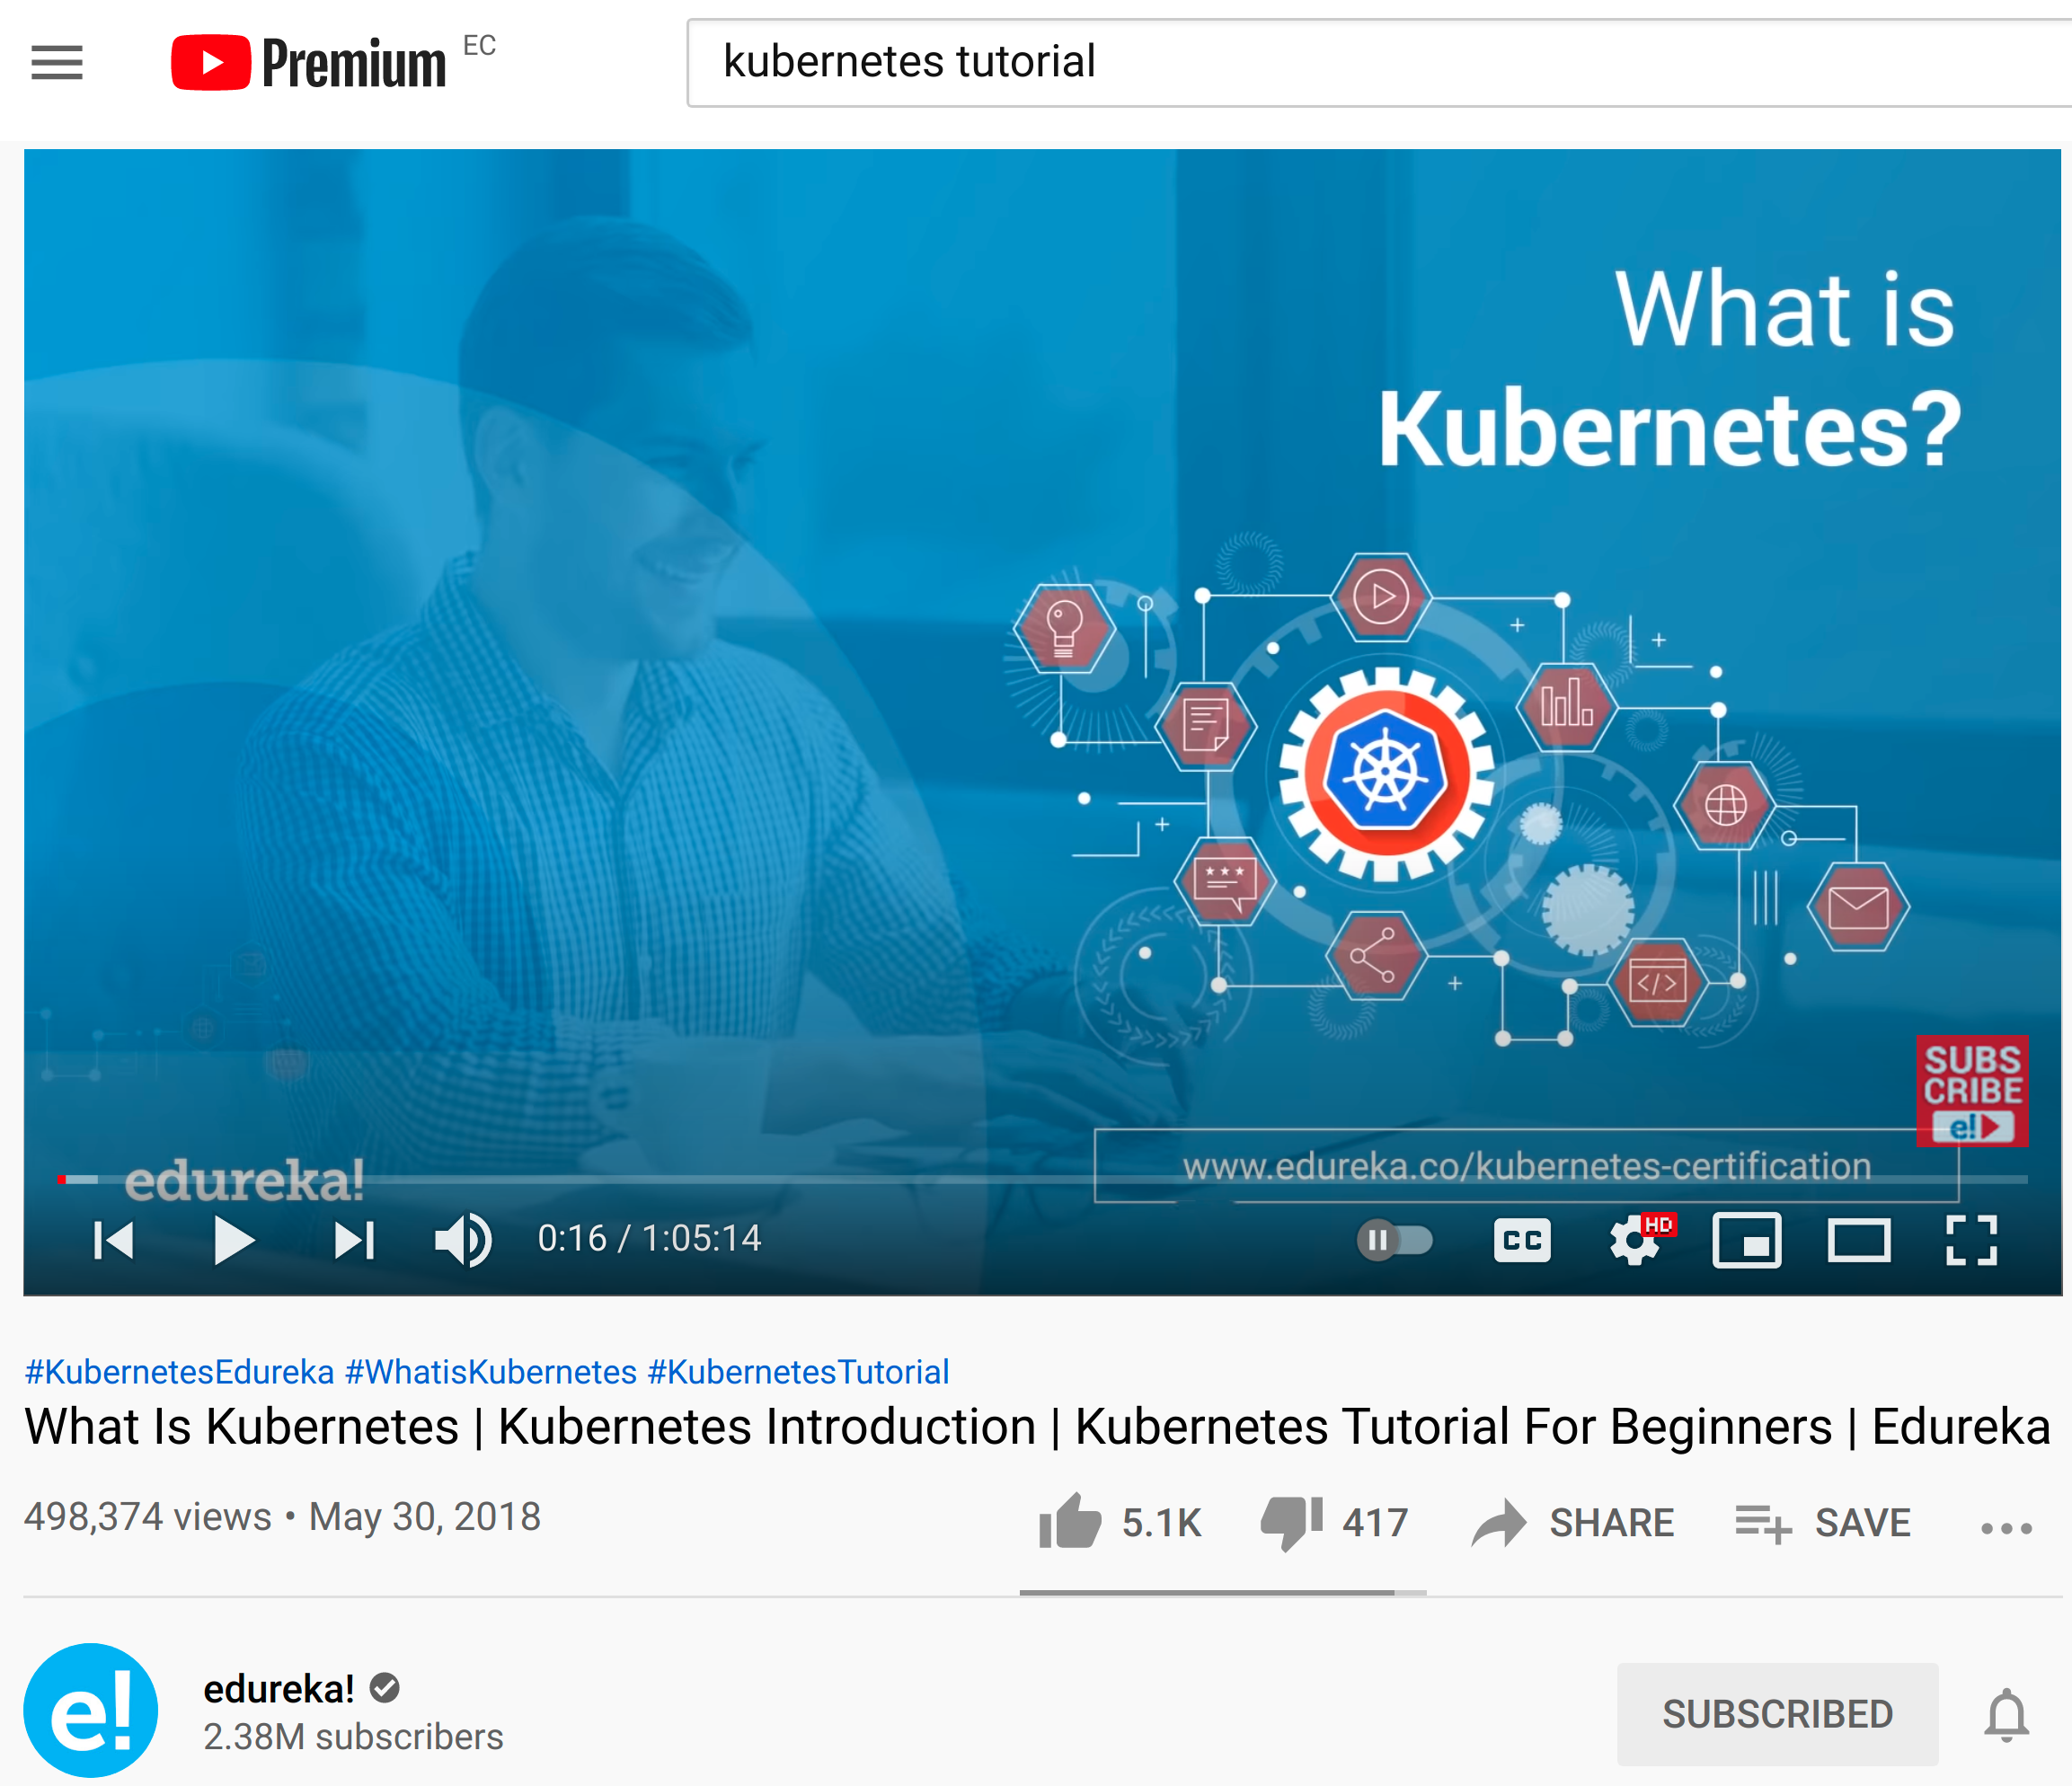 Premium EC
kubernetes tutorial
What is
Kubernetes?
</>
SUBS
CRIBE
e!
www.edureka.co/kubernetes-certification
edureka!
0:16 / 1:05:14
CC
HD
#KubernetesEdureka #WhatisKubernetes #KubernetesTutorial
What Is Kubernetes | Kubernetes Introduction | Kubernetes Tutorial For Beginners | Edureka
498,374 views • May 30, 2018
5.1K 417 SHARE SAVE
e!
edureka!
2.38M subscribers
SUBSCRIBED